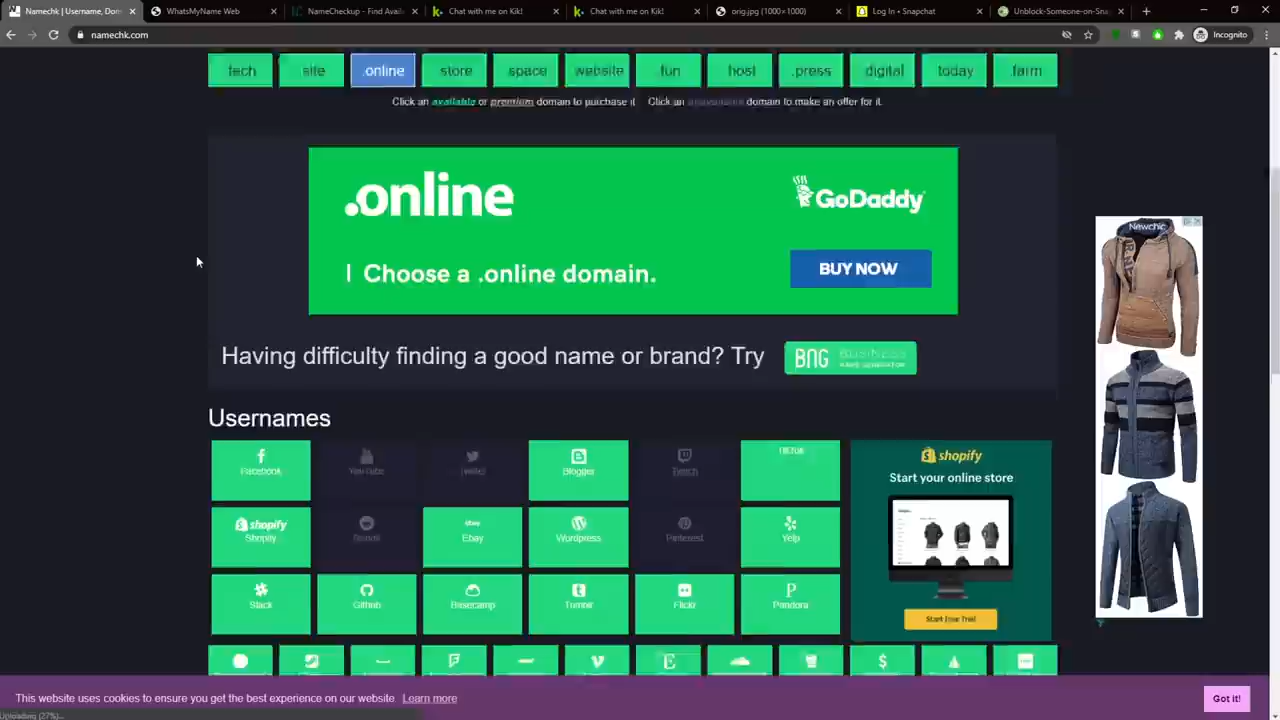 Namechk | Username, Dom
WhatsMyName Web
NameCheckup - Find Avail
Chat with me on Kik!
Chat with me on Kik!
orig.jpg (1000×1000)
Log In • Snapchat
Unblock-Someone-on-Sna
namechk.com
Incognito
.tech
.site
.online
.store
.space
.website
.fun
.host
.press
.digital
.today
.farm
Click an available or premium domain to purchase it
Click an domain to make an offer for it.
.online
GoDaddy
Choose a .online domain.
BUY NOW
Newchic
Having difficulty finding a good name or brand? Try
BNG BUSINESS
Usernames
Facebook
YouTube
Twitter
Blogger
Twitch
TikTok
shopify
Start your online store
shopify
Shopify
ebay
Ebay
Wordpress
Pinterest
Yelp
Slack
Github
Basecamp
Tumblr
Flickr
Pandora
Start Your Trial
This website uses cookies to ensure you get the best experience on our website. Learn more
Got it!
Uploading (27%)...